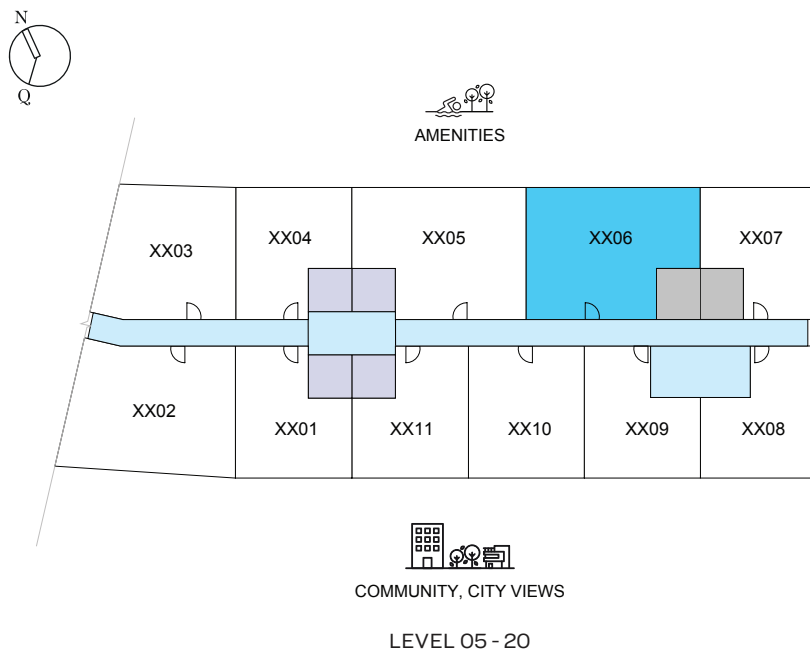 N
Q
AMENITIES
XX03
XX04
XX05
XX06
XX07
XX02
XX01
XX11
XX10
XX09
XX08
COMMUNITY, CITY VIEWS
LEVEL 05 - 20